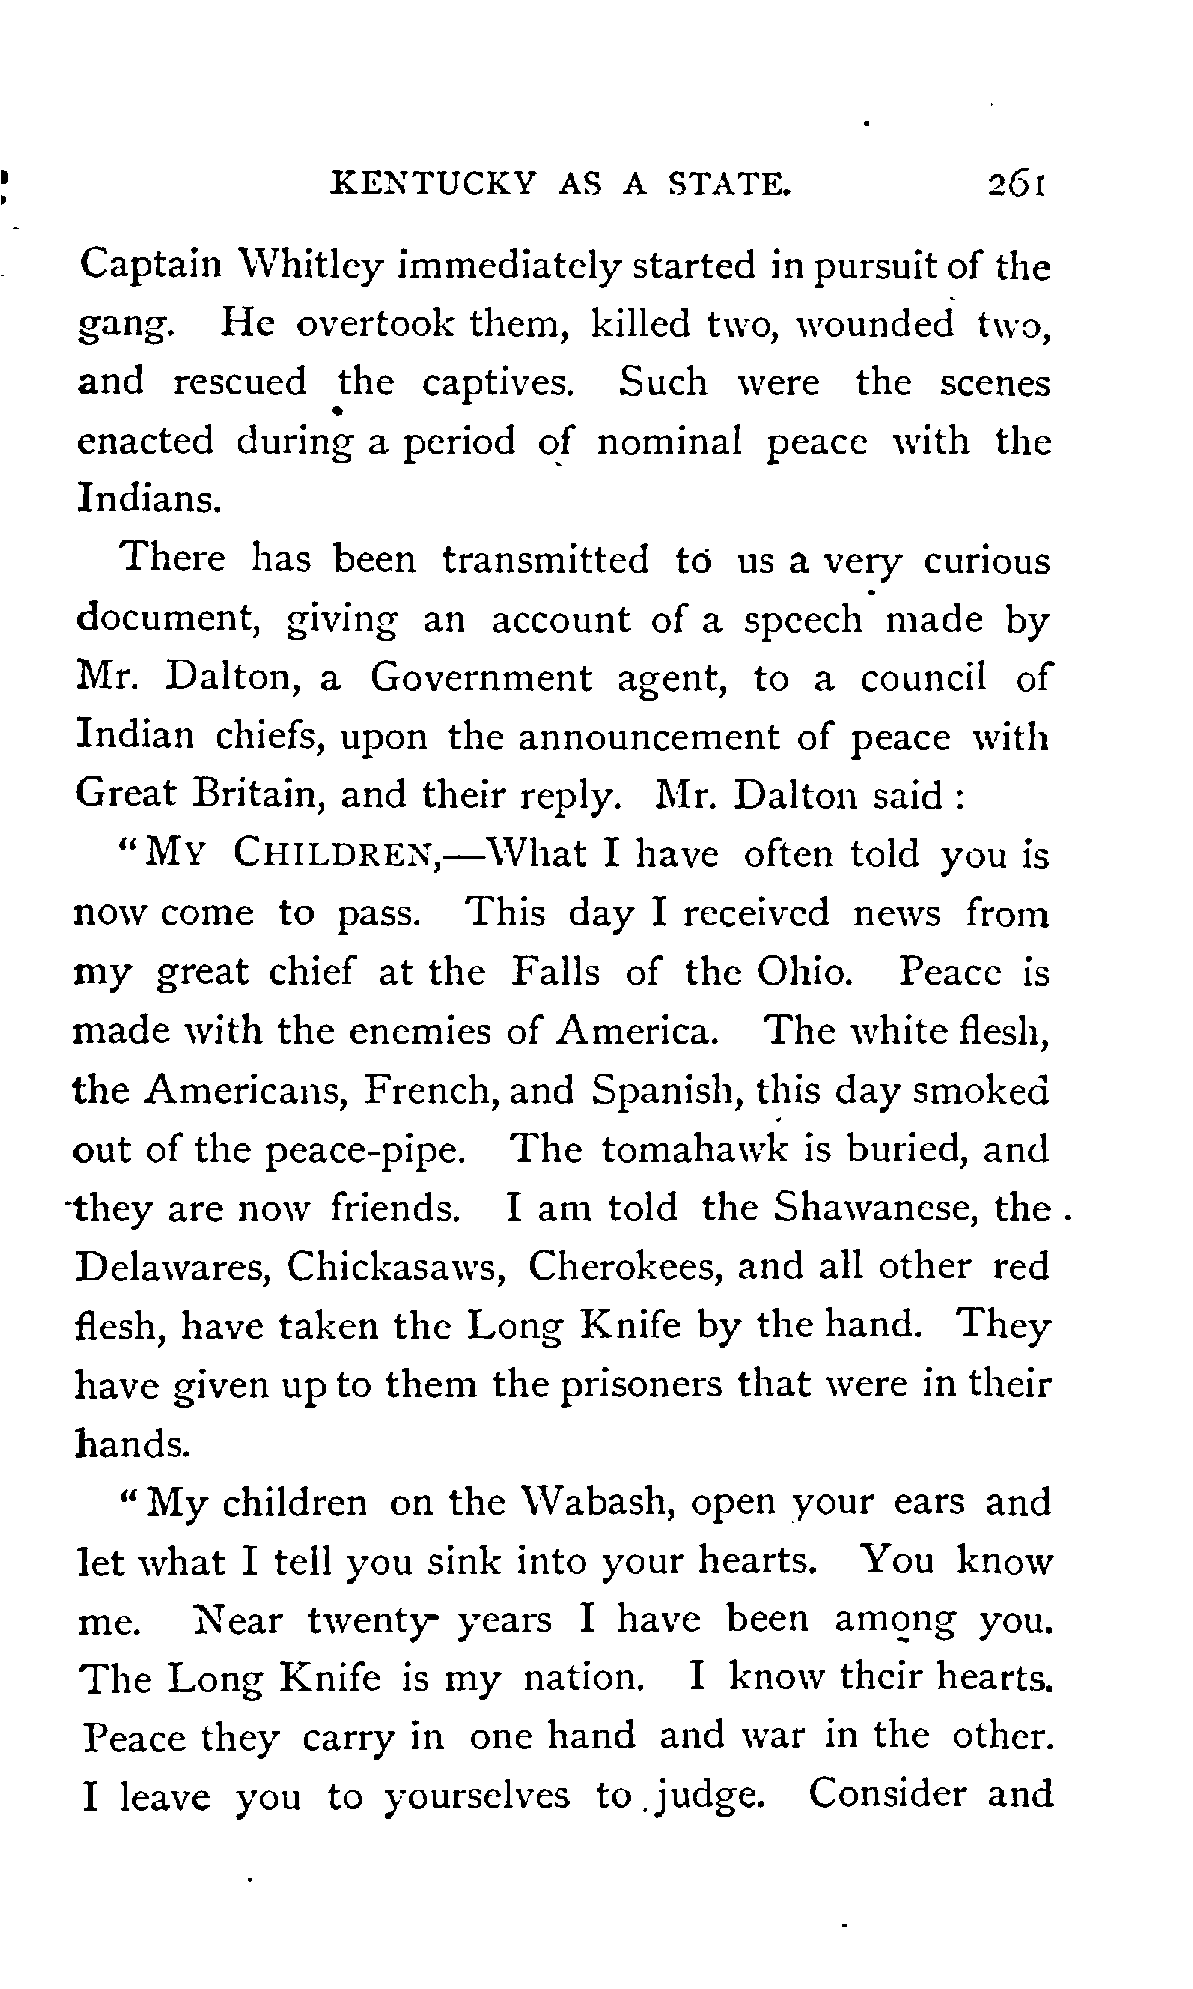 KENTUCKY AS A STATE. 261
Captain Whitley immediately started in pursuit of the
gang. He overtook them, killed two, wounded two,
and rescued the captives. Such were the scenes
enacted during a period of nominal peace with the
Indians.
There has been transmitted to us a very curious
document, giving an account of a speech made by
Mr. Dalton, a Government agent, to a council of
Indian chiefs, upon the announcement of peace with
Great Britain, and their reply. Mr. Dalton said :
"MY CHILDREN,—What I have often told you is
now come to pass. This day I received news from
my great chief at the Falls of the Ohio. Peace is
made with the enemies of America. The white flesh,
the Americans, French, and Spanish, this day smoked
out of the peace-pipe. The tomahawk is buried, and
they are now friends. I am told the Shawanese, the
Delawares, Chickasaws, Cherokees, and all other red
flesh, have taken the Long Knife by the hand. They
have given up to them the prisoners that were in their
hands.
"My children on the Wabash, open your ears and
let what I tell you sink into your hearts. You know
me. Near twenty years I have been among you.
The Long Knife is my nation. I know their hearts.
Peace they carry in one hand and war in the other.
I leave you to yourselves to judge. Consider and